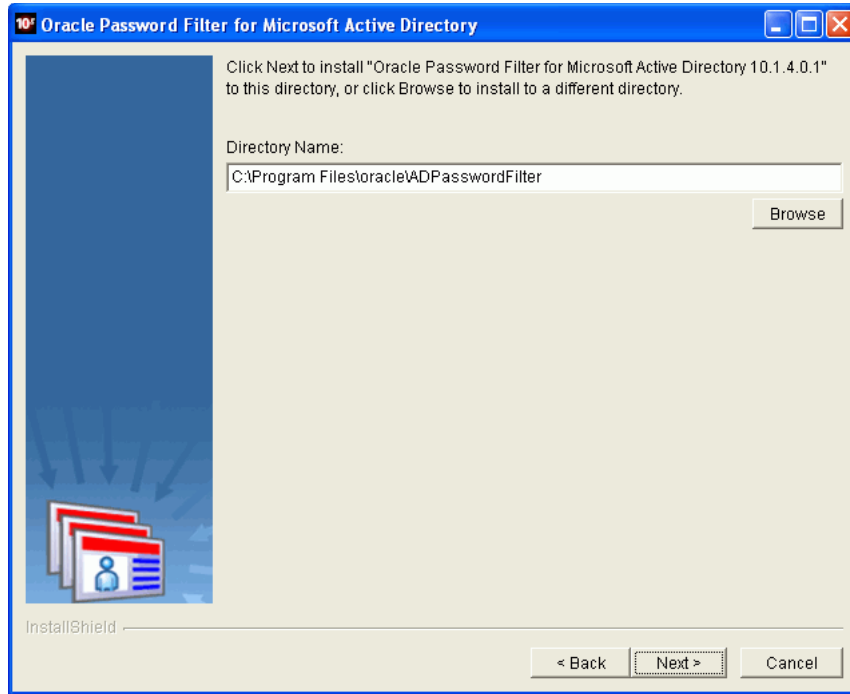 Oracle Password Filter for Microsoft Active Directory
Click Next to install "Oracle Password Filter for Microsoft Active Directory 10.1.4.0.1"
to this directory, or click Browse to install to a different directory.
Directory Name:
C:\Program Files\oracle\ADPasswordFilter
Browse
InstallShield
< Back
Next >
Cancel